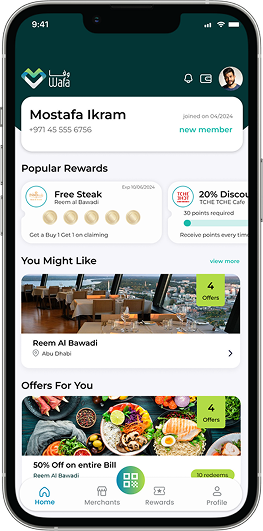 9:41
وفا
Wafa
Mostafa Ikram
joined on 04/2024
+971 45 555 6756
new member
Popular Rewards
Exp 10/06/2024
Free Steak
Reem al Bawadi
Get a Buy 1 Get 1 on claiming
TCHE TCHE
20% Discou
TCHE TCHE Cafe
30 points required
Receive points every time
You Might Like
view more
4
Offers
Reem Al Bawadi
Abu Dhabi
Offers For You
4
Offers
50% Off on entire Bill
Reem Al Bawadi
10 redeems
Home
Merchants
Rewards
Profile